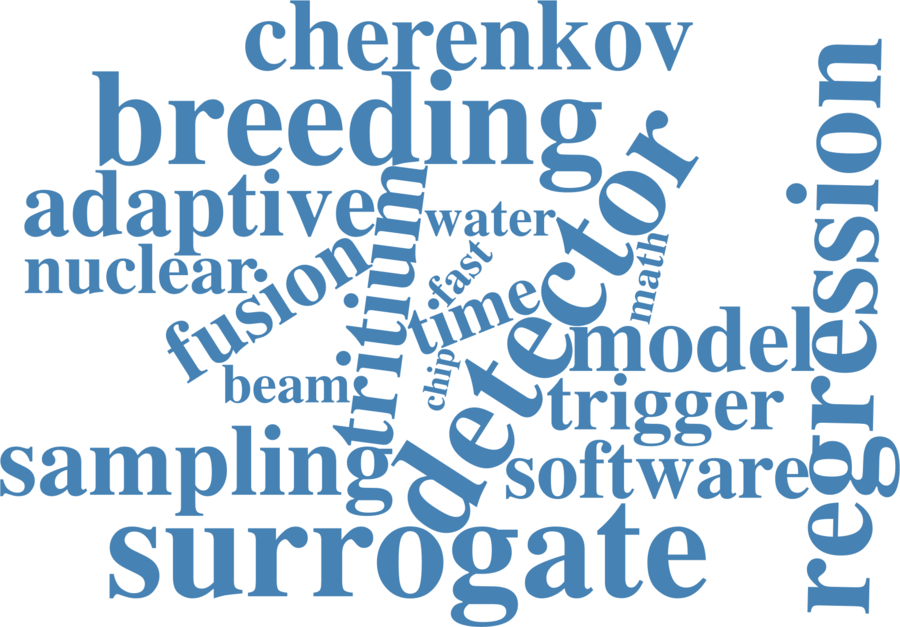 cherenkov
breeding
adaptive
water
nuclear
fusion
tritium
fast
time
math
detector
regression
model
beam
chip
trigger
sampling
software
surrogate